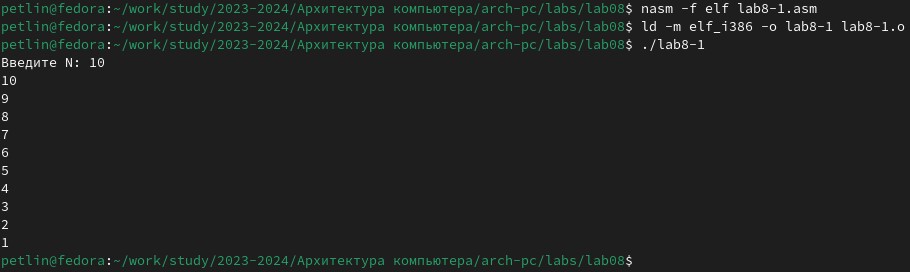 petlin@fedora:~/work/study/2023-2024/Архитектура компьютера/arch-pc/labs/lab08$ nasm -f elf lab8-1.asm
petlin@fedora:~/work/study/2023-2024/Архитектура компьютера/arch-pc/labs/lab08$ ld -m elf_i386 -o lab8-1 lab8-1.o
petlin@fedora:~/work/study/2023-2024/Архитектура компьютера/arch-pc/labs/lab08$ ./lab8-1
Введите N: 10
10
9
8
7
6
5
4
3
2
1
petlin@fedora:~/work/study/2023-2024/Архитектура компьютера/arch-pc/labs/lab08$